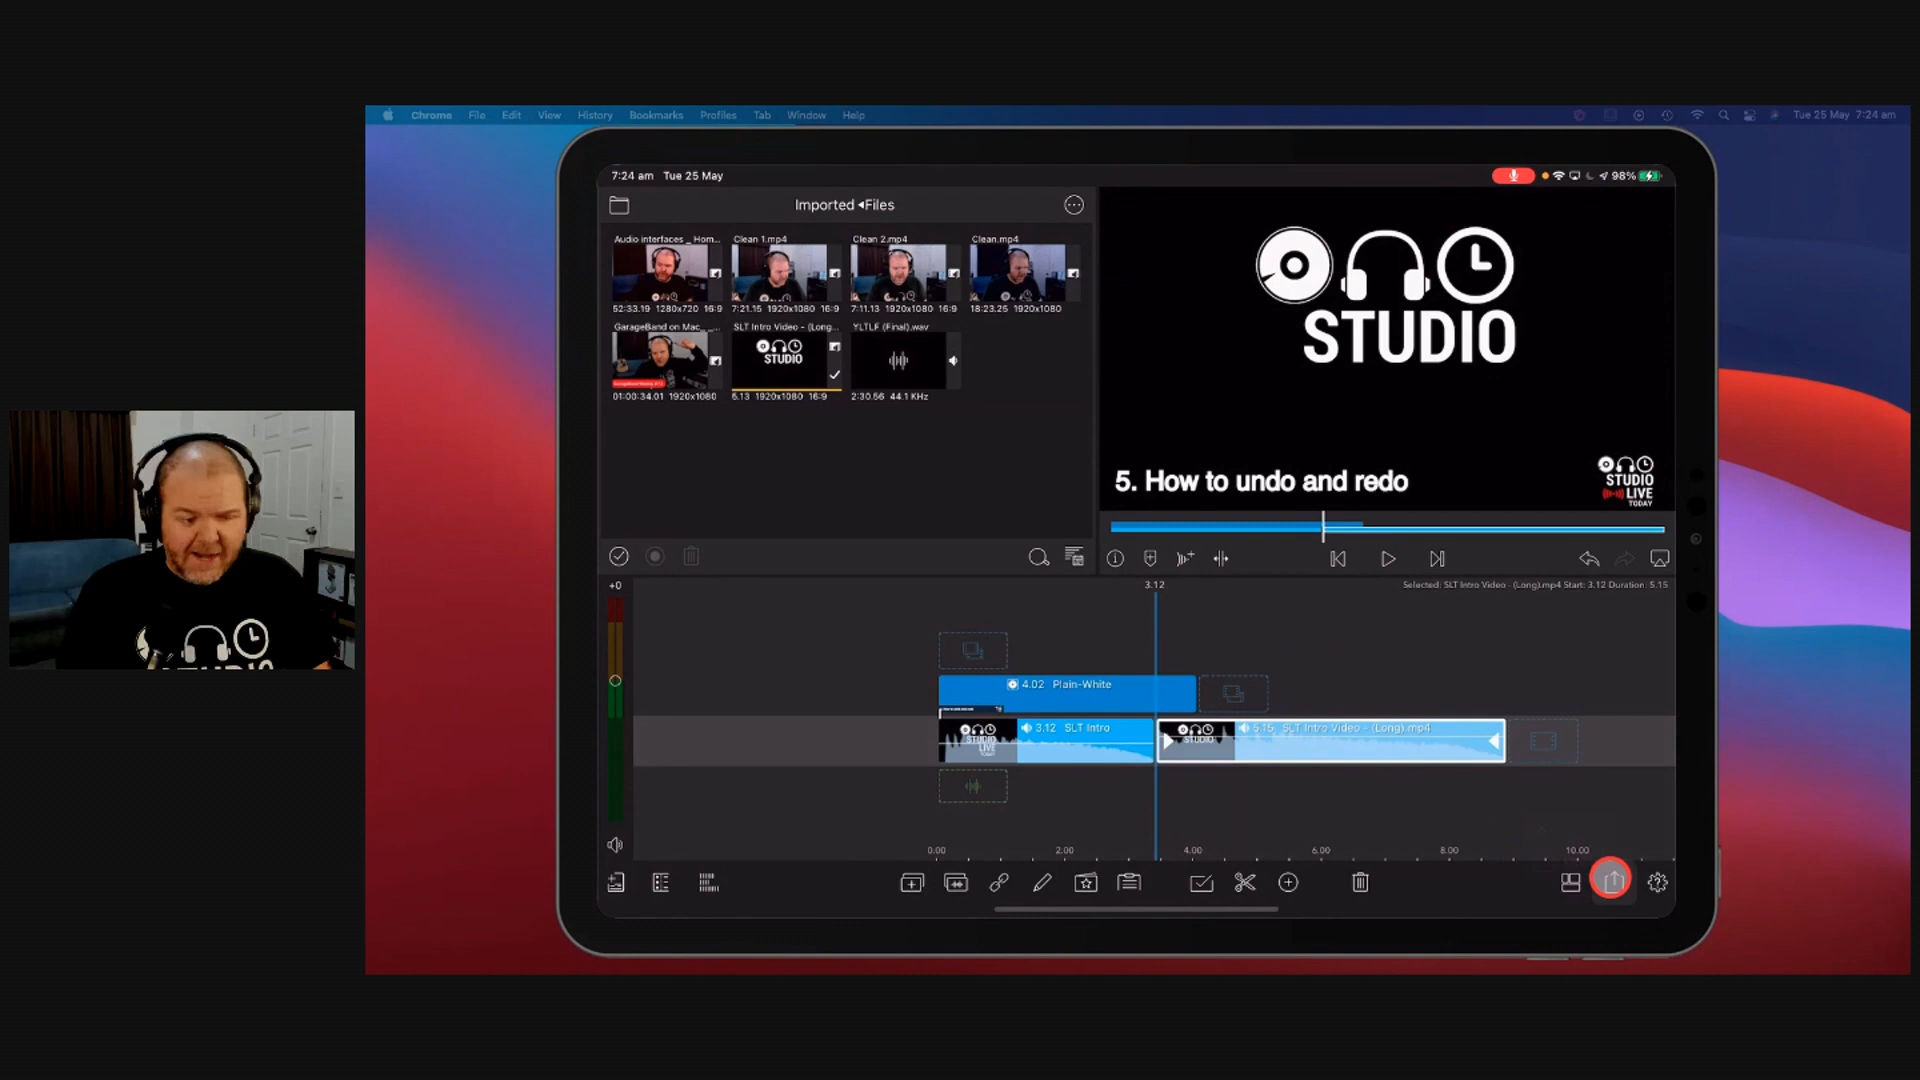 Chrome File Edit View History Bookmarks Profiles Tab Window Help
Tue 25 May 7:24 am
7:24 am Tue 25 May
98%
Imported ◂Files
Audio interfaces _ Hom...
Clean 1.mp4
Clean 2.mp4
Clean.mp4
52:33.19 1280x720 16:9
7:21.15 1920x1080 16:9
7:11.13 1920x1080 16:9
18:23.25 1920x1080
GarageBand on Mac_ _...
SLT Intro Video - (Long...
YLTLF (Final).wav
STUDIO
01:00:34.01 1920x1080
6.13 1920x1080 16:9
2:30.56 44.1 KHz
STUDIO
5. How to undo and redo
STUDIO
LIVE
TODAY
+0
3.12
Selected: SLT Intro Video - (Long).mp4 Start: 3.12 Duration: 5.15
4.02 Plain-White
3.12 SLT Intro
STUDIO
LIVE
TODAY
5.15 SLT Intro Video - (Long).mp4
STUDIO
0.00 2.00 4.00 6.00 8.00 10.00